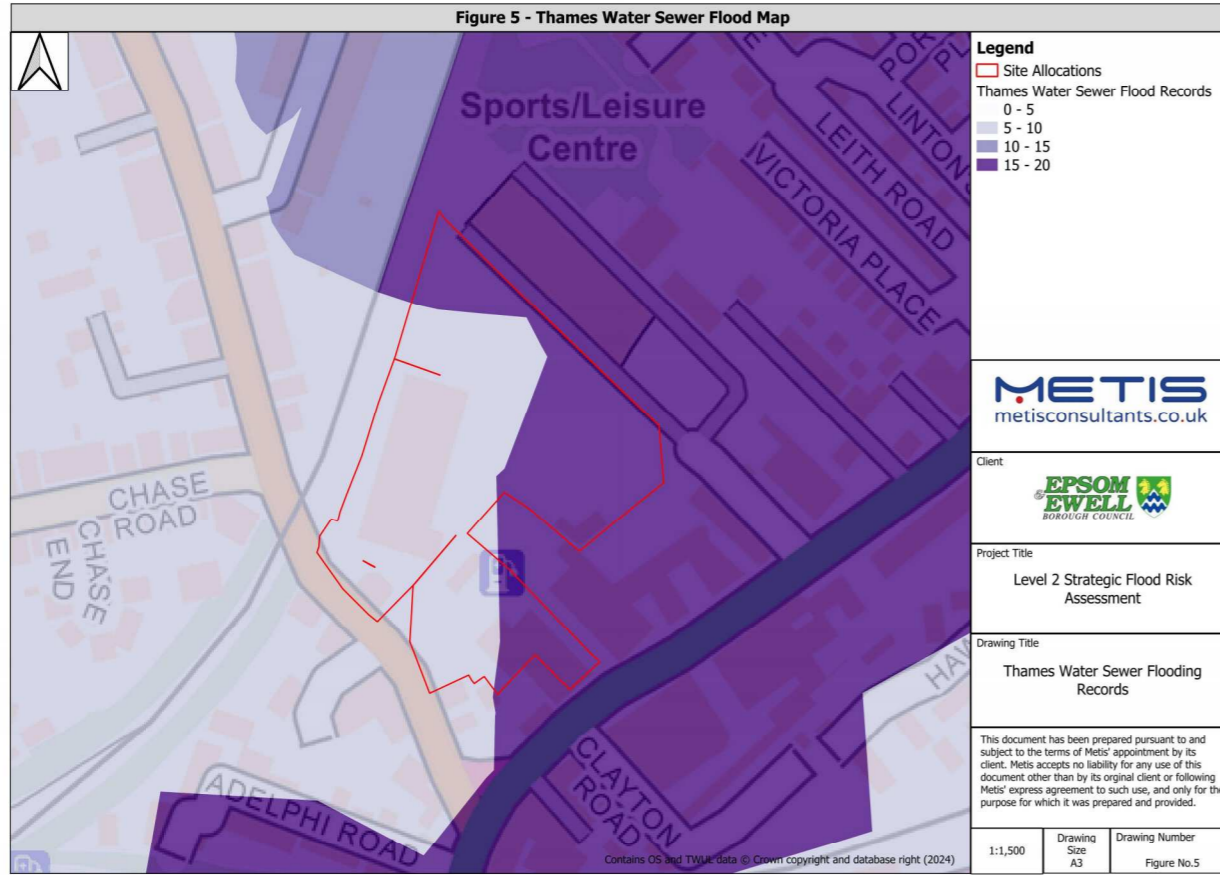 Figure 5 - Thames Water Sewer Flood Map
Sports/Leisure
Centre
LEITH ROAD
VICTORIA PLACE
CHASE
ROAD
CHASE
END
ADELPHI ROAD
CLAYTON
ROAD
Contains OS and TWUL data © Crown copyright and database right (2024)
Legend
Site Allocations
Thames Water Sewer Flood Records
0 - 5
5 - 10
10 - 15
15 - 20
METIS
metisconsultants.co.uk
Client
EPSOM
& EWELL
BOROUGH COUNCIL
Project Title
Level 2 Strategic Flood Risk
Assessment
Drawing Title
Thames Water Sewer Flooding
Records
This document has been prepared pursuant to and
subject to the terms of Metis' appointment by its
client. Metis accepts no liability for any use of this
document other than by its orginal client or following
Metis' express agreement to such use, and only for the
purpose for which it was prepared and provided.
1:1,500
Drawing
Size
A3
Drawing Number
Figure No.5